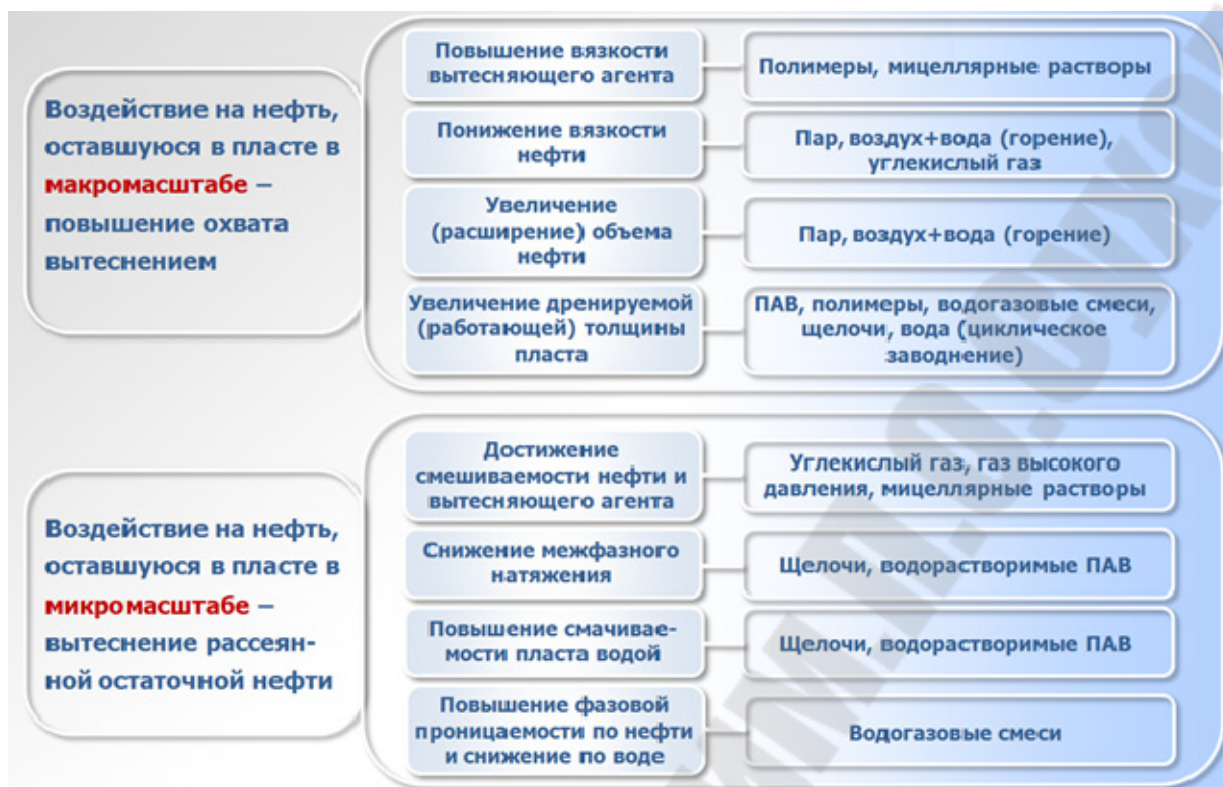 Воздействие на нефть,
оставшуюся в пласте в
макромасштабе –
повышение охвата
вытеснением
Повышение вязкости
вытесняющего агента
Полимеры, мицеллярные растворы
Понижение вязкости
нефти
Пар, воздух+вода (горение),
углекислый газ
Увеличение
(расширение) объема
нефти
Пар, воздух+вода (горение)
Увеличение дренируемой
(работающей) толщины
пласта
ПАВ, полимеры, водогазовые смеси,
щелочи, вода (циклическое
заводнение)
Воздействие на нефть,
оставшуюся в пласте в
микромасштабе –
вытеснение рассеян-
ной остаточной нефти
Достижение
смешиваемости нефти и
вытесняющего агента
Углекислый газ, газ высокого
давления, мицеллярные растворы
Снижение межфазного
натяжения
Щелочи, водорастворимые ПАВ
Повышение смачивае-
мости пласта водой
Щелочи, водорастворимые ПАВ
Повышение фазовой
проницаемости по нефти
и снижение по воде
Водогазовые смеси